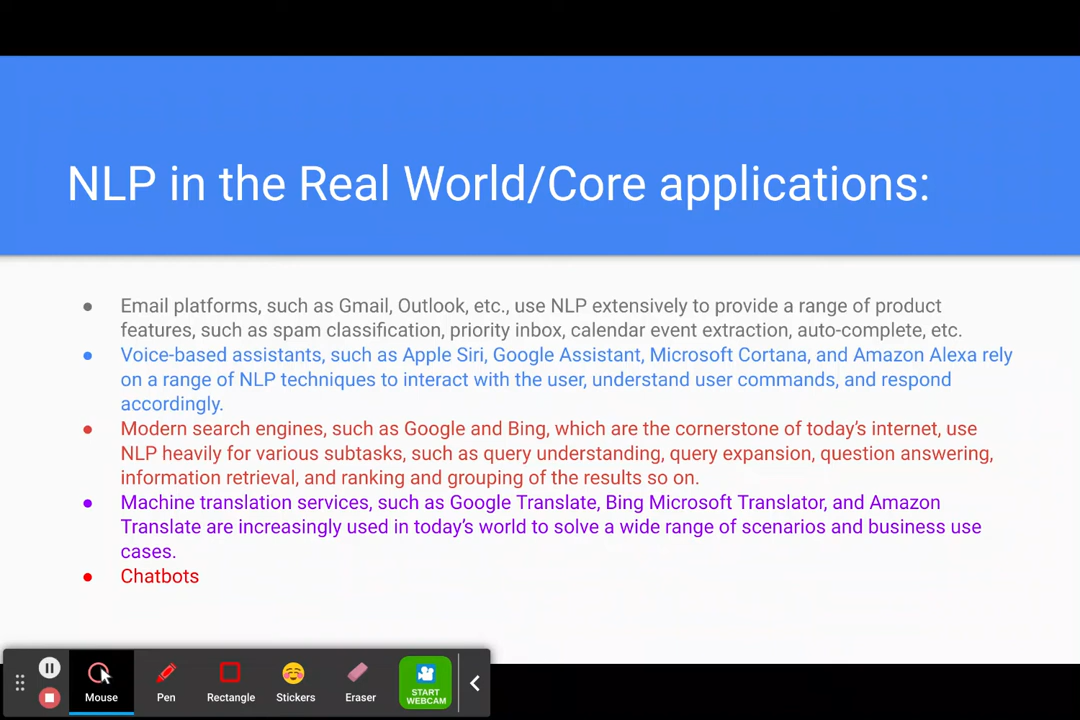 NLP in the Real World/Core applications:
● Email platforms, such as Gmail, Outlook, etc., use NLP extensively to provide a range of product
features, such as spam classification, priority inbox, calendar event extraction, auto-complete, etc.
● Voice-based assistants, such as Apple Siri, Google Assistant, Microsoft Cortana, and Amazon Alexa rely
on a range of NLP techniques to interact with the user, understand user commands, and respond
accordingly.
● Modern search engines, such as Google and Bing, which are the cornerstone of today's internet, use
NLP heavily for various subtasks, such as query understanding, query expansion, question answering,
information retrieval, and ranking and grouping of the results so on.
● Machine translation services, such as Google Translate, Bing Microsoft Translator, and Amazon
Translate are increasingly used in today's world to solve a wide range of scenarios and business use
cases.
● Chatbots
Mouse Pen Rectangle Stickers Eraser START
WEBCAM